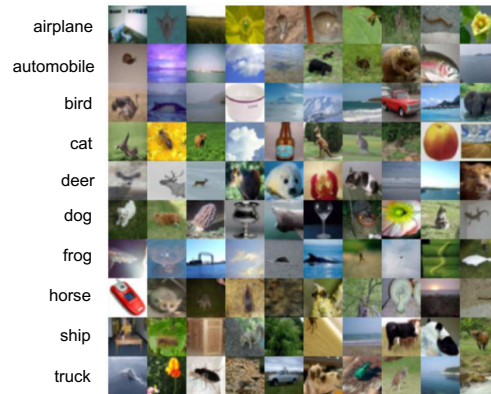 airplane
automobile
bird
cat
deer
dog
frog
horse
ship
truck